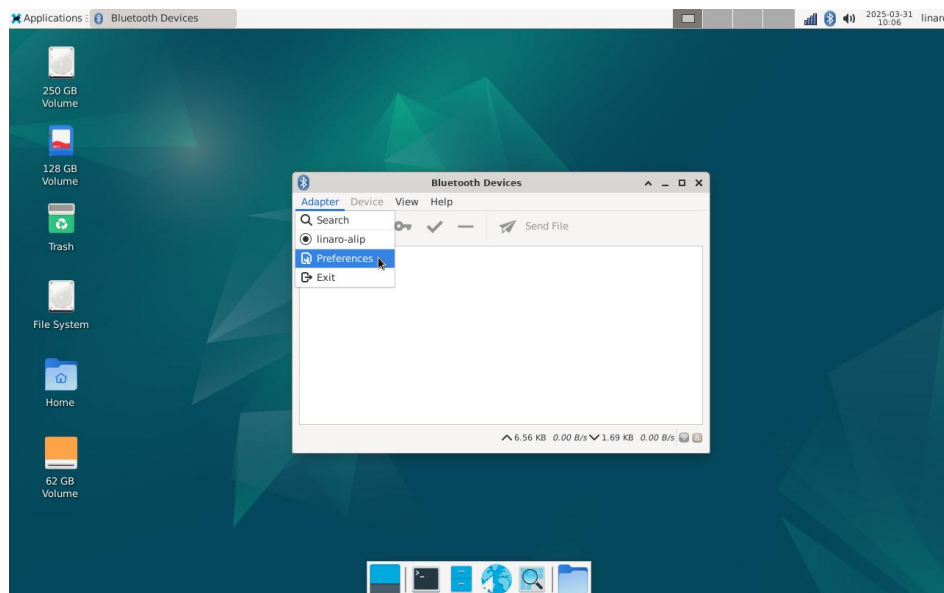 Applications
Bluetooth Devices
2025-03-31
10:06
linar
250 GB
Volume
128 GB
Volume
Trash
File System
Home
62 GB
Volume
Bluetooth Devices
Adapter Device View Help
Search
linaro-alip
Preferences
Exit
Send File
6.56 KB 0.00 B/s 1.69 KB 0.00 B/s